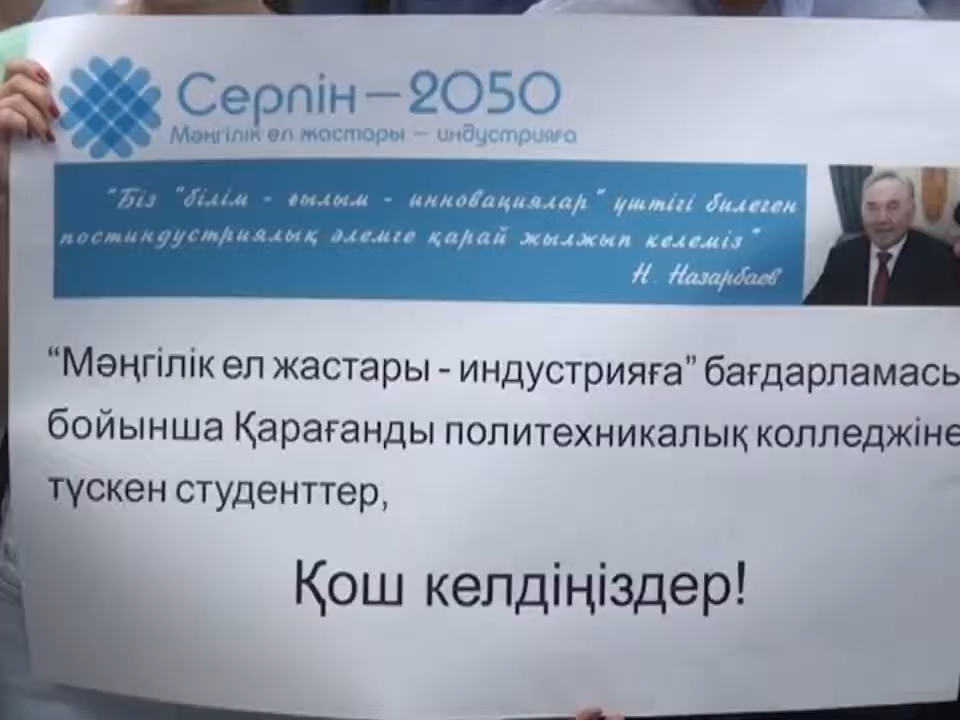 Серпін – 2050
Мәңгілік ел жастары – индустрияға
"Біз "білім - ғылым - инновациялар" үштігі билеген
постиндустриялық әлемге қарай жылжып келеміз"
Н. Назарбаев
“Мәңгілік ел жастары - индустрияға” бағдарламасы
бойынша Қарағанды политехникалық колледжіне
түскен студенттер,
Қош келдіңіздер!